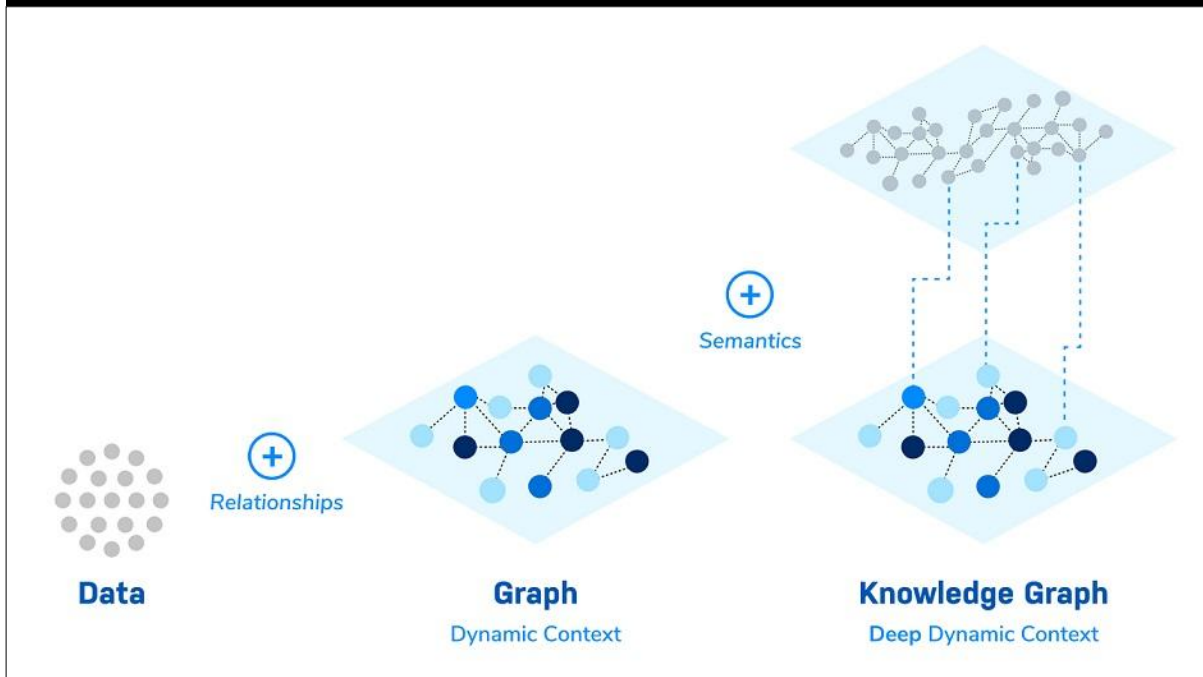 Semantics
Relationships
Data
Graph
Dynamic Context
Knowledge Graph
Deep Dynamic Context